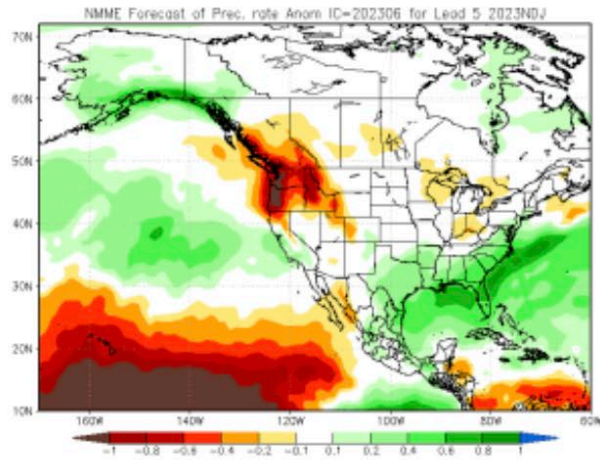 NMME Forecast of Prec. rate Anom IC-202306 for Lead 5 2023NDJ
70N
60N
50N
40N
30N
20N
10N
160W 140W 120W 100W 80W 60W
-1 -0.8 -0.6 -0.4 -0.2 -0.1 0.1 0.2 0.4 0.6 0.8 1